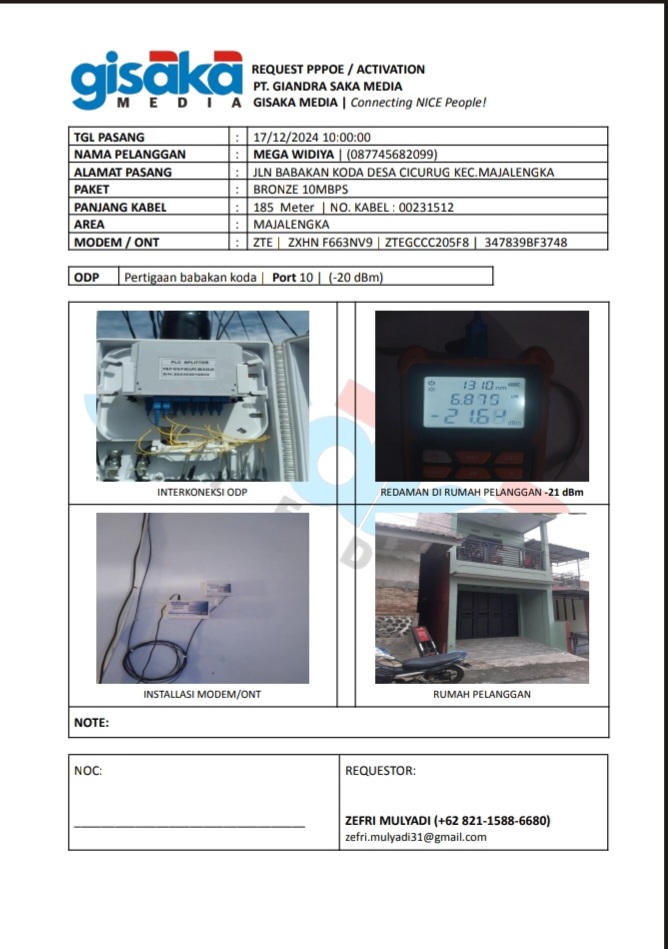 gisaka
MEDIA
REQUEST PPPOE / ACTIVATION
PT. GIANDRA SAKA MEDIA
GISAKA MEDIA | Connecting NICE People!
TGL PASANG : 17/12/2024 10:00:00
NAMA PELANGGAN : MEGA WIDIYA | (087745682099)
ALAMAT PASANG : JLN BABAKAN KODA DESA CICURUG KEC.MAJALENGKA
PAKET : BRONZE 10MBPS
PANJANG KABEL : 185 Meter | NO. KABEL : 00231512
AREA : MAJALENGKA
MODEM / ONT : ZTE | ZXHN F663NV9 | ZTEGCCC205F8 | 347839BF3748
ODP Pertigaan babakan koda | Port 10 | (-20 dBm)
PLC SPLITTER
1310 nm
6.875
-21.6
dBm
INTERKONEKSI ODP
REDAMAN DI RUMAH PELANGGAN -21 dBm
INSTALLASI MODEM/ONT
RUMAH PELANGGAN
NOTE:
NOC:
REQUESTOR:
ZEFRI MULYADI (+62 821-1588-6680)
zefri.mulyadi31@gmail.com